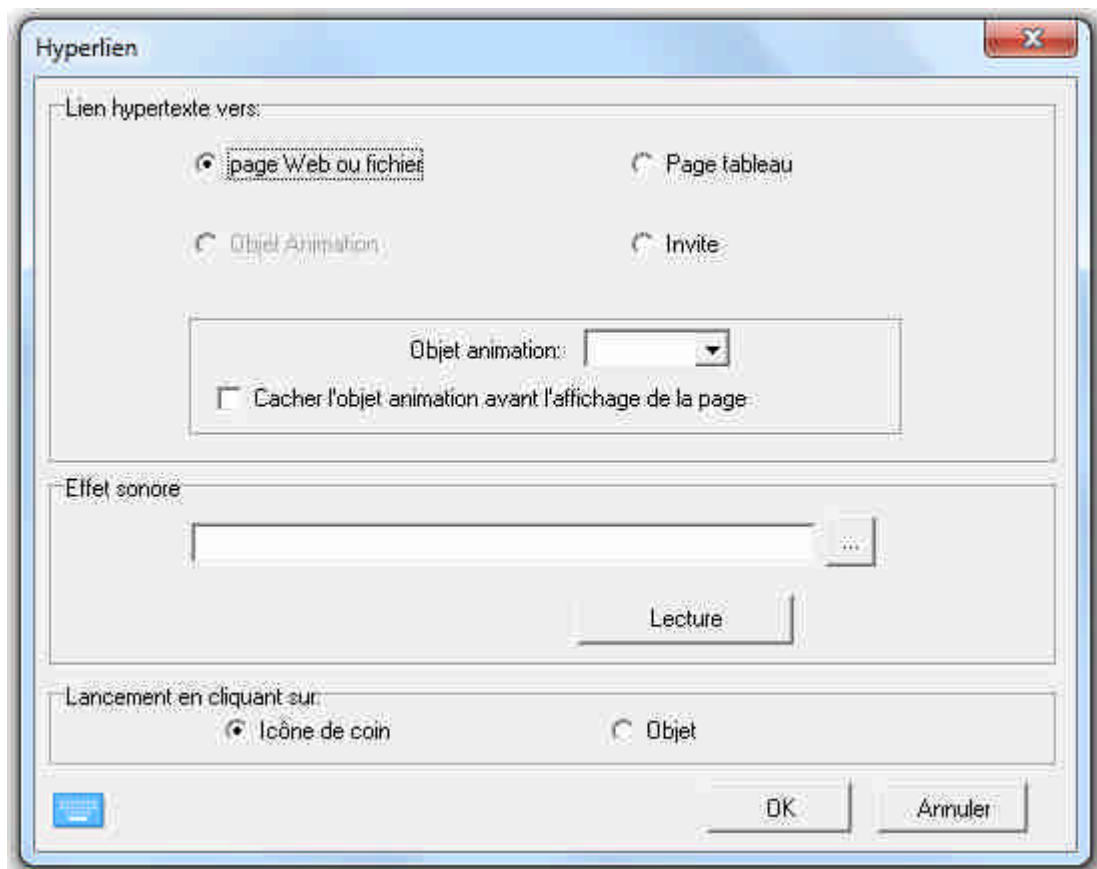 Hyperlien
Lien hypertexte vers:
page Web ou fichier
Page tableau
Objet Animation
Invite
Objet animation:
Cacher l'objet animation avant l'affichage de la page
Effet sonore
...
Lecture
Lancement en cliquant sur:
Icône de coin
Objet
OK
Annuler